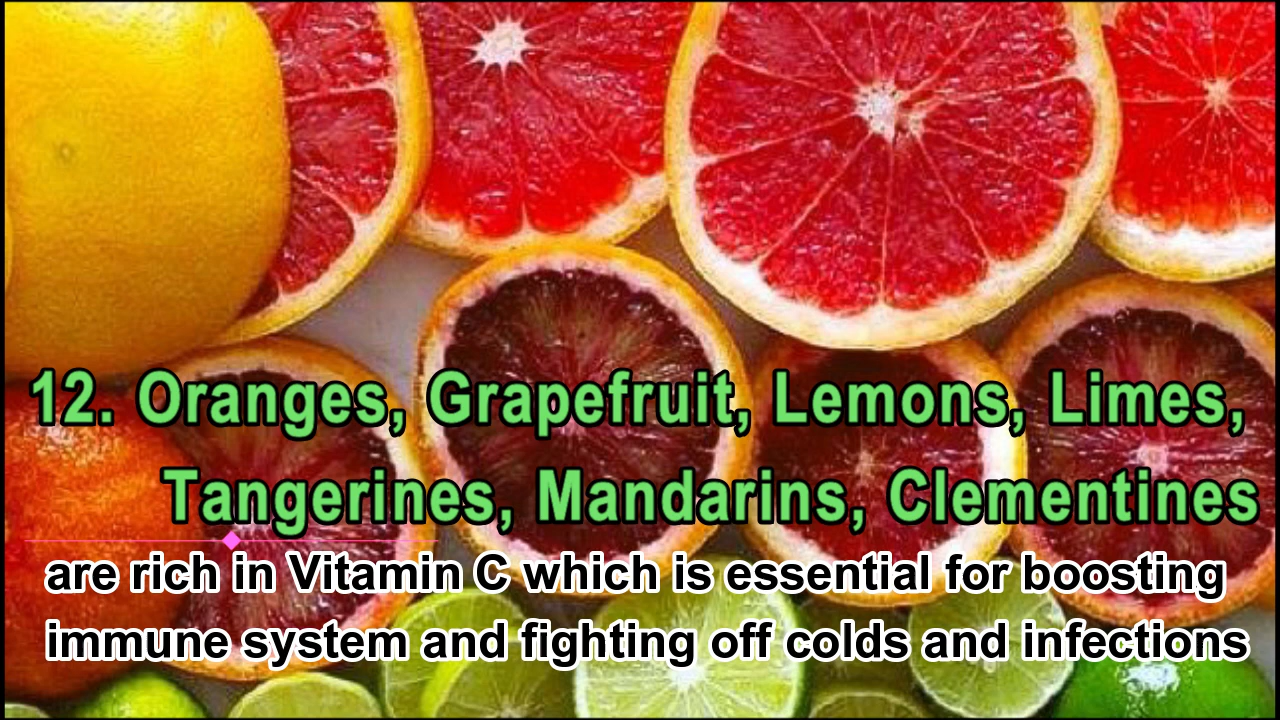 12. Oranges, Grapefruit, Lemons, Limes,
Tangerines, Mandarins, Clementines
are rich in Vitamin C which is essential for boosting
immune system and fighting off colds and infections